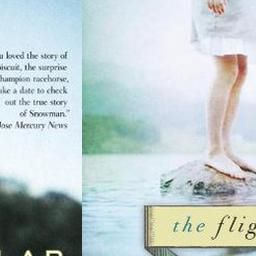 u loved the story of
biscuit, the surprise
hampion racehorse,
ake a date to check
out the true story
of Snowman."
Jose Mercury News
the flig
LAR